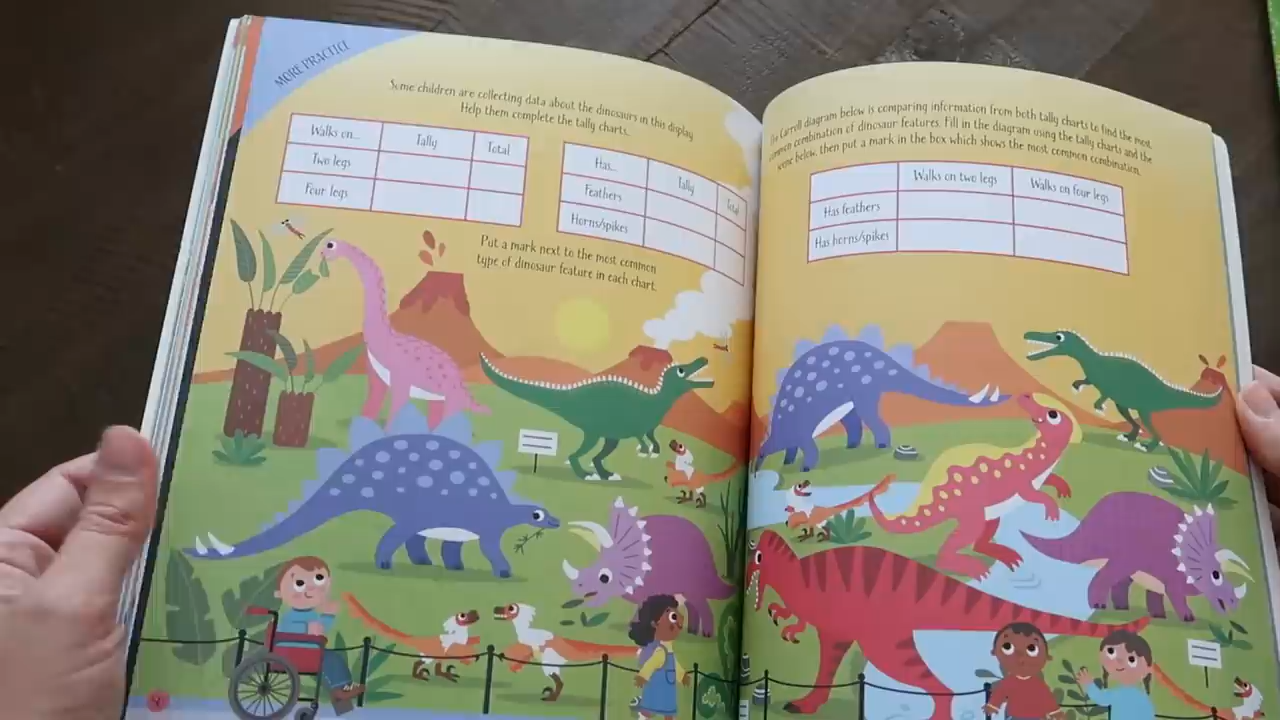 MORE PRACTICE
Some children are collecting data about the dinosaurs in this display.
Help them complete the tally charts.
Walks on... Tally Total
Two legs
Four legs
Has... Tally Total
Feathers
Horns/spikes
Put a mark next to the most common
type of dinosaur feature in each chart.
The Carroll diagram below is comparing information from both tally charts to find the most
common combination of dinosaur features. Fill in the diagram using the tally charts and the
scene below, then put a mark in the box which shows the most common combination.
Walks on two legs Walks on four legs
Has feathers
Has horns/spikes